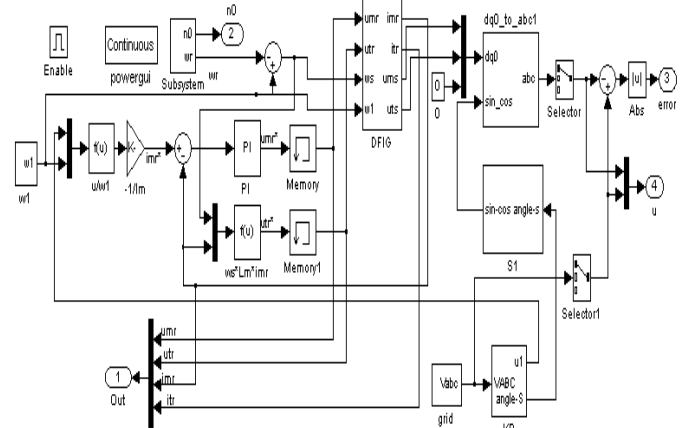 n0
2
Enable
Continuous
powergui
n0
wr
Subsystem
wr
umr
utr
ws
w1
imr
itr
ums
uts
DFIG
0
0
dq0_to_abc1
dq0
sin_cos
abc
Selector
|u|
Abs
3
error
w1
w1
f(u)
u/w1
-K-
-1/lm
imr*
PI
PI
umr*
Memory
f(u)
ws*Lm*imr
utr*
Memory1
sin-cos angle-s
S1
Selector1
4
u
1
Out
umr
utr
imr
itr
Vabc
grid
VABC
u1
angle-S